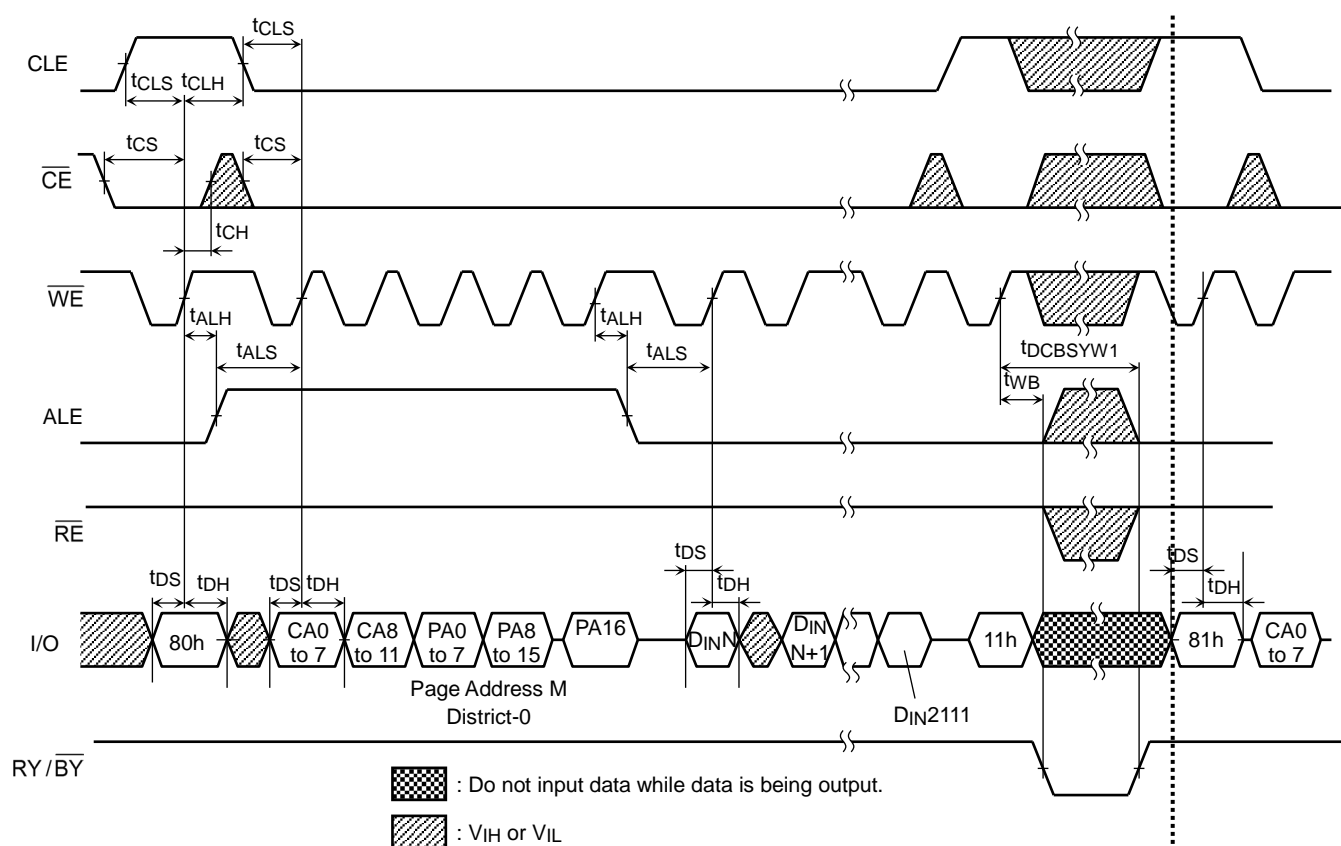 tCLS
CLE
tCLS tCLH
tCS tCS
CE
tCH
WE
tALH tALH
tALS tALS
tDCBSYW1
tWB
ALE
RE
tDS tDH tDS tDH tDS tDH tDS tDH
I/O
80h
CA0 to 7
CA8 to 11
PA0 to 7
PA8 to 15
PA16
DINN
DIN N+1
11h
81h
CA0 to 7
Page Address M
District-0
DIN2111
RY/BY
: Do not input data while data is being output.
: VIH or VIL